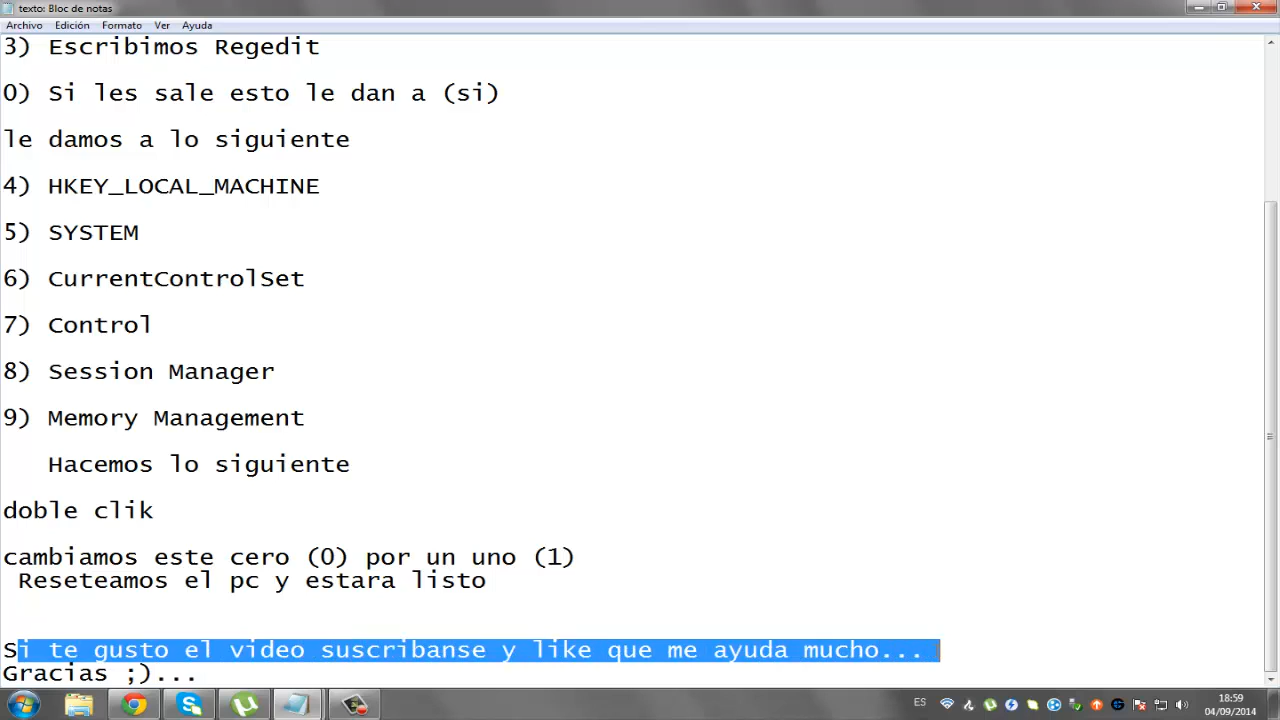 texto: Bloc de notas
Archivo Edición Formato Ver Ayuda
3) Escribimos Regedit
0) Si les sale esto le dan a (si)
le damos a lo siguiente
4) HKEY_LOCAL_MACHINE
5) SYSTEM
6) CurrentControlSet
7) Control
8) Session Manager
9) Memory Management
Hacemos lo siguiente
doble clik
cambiamos este cero (0) por un uno (1)
Reseteamos el pc y estara listo
Si te gusto el video suscribanse y like que me ayuda mucho...
Gracias ;)...
ES
18:59
04/09/2014